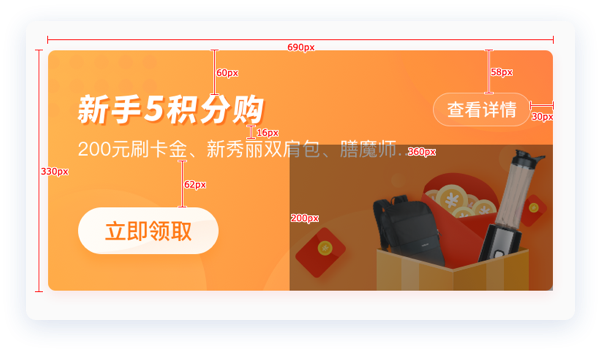 690px
60px
58px
新手5积分购
查看详情
30px
16px
200元刷卡金、新秀丽双肩包、膳魔师...
360px
330px
62px
200px
立即领取
¥
¥